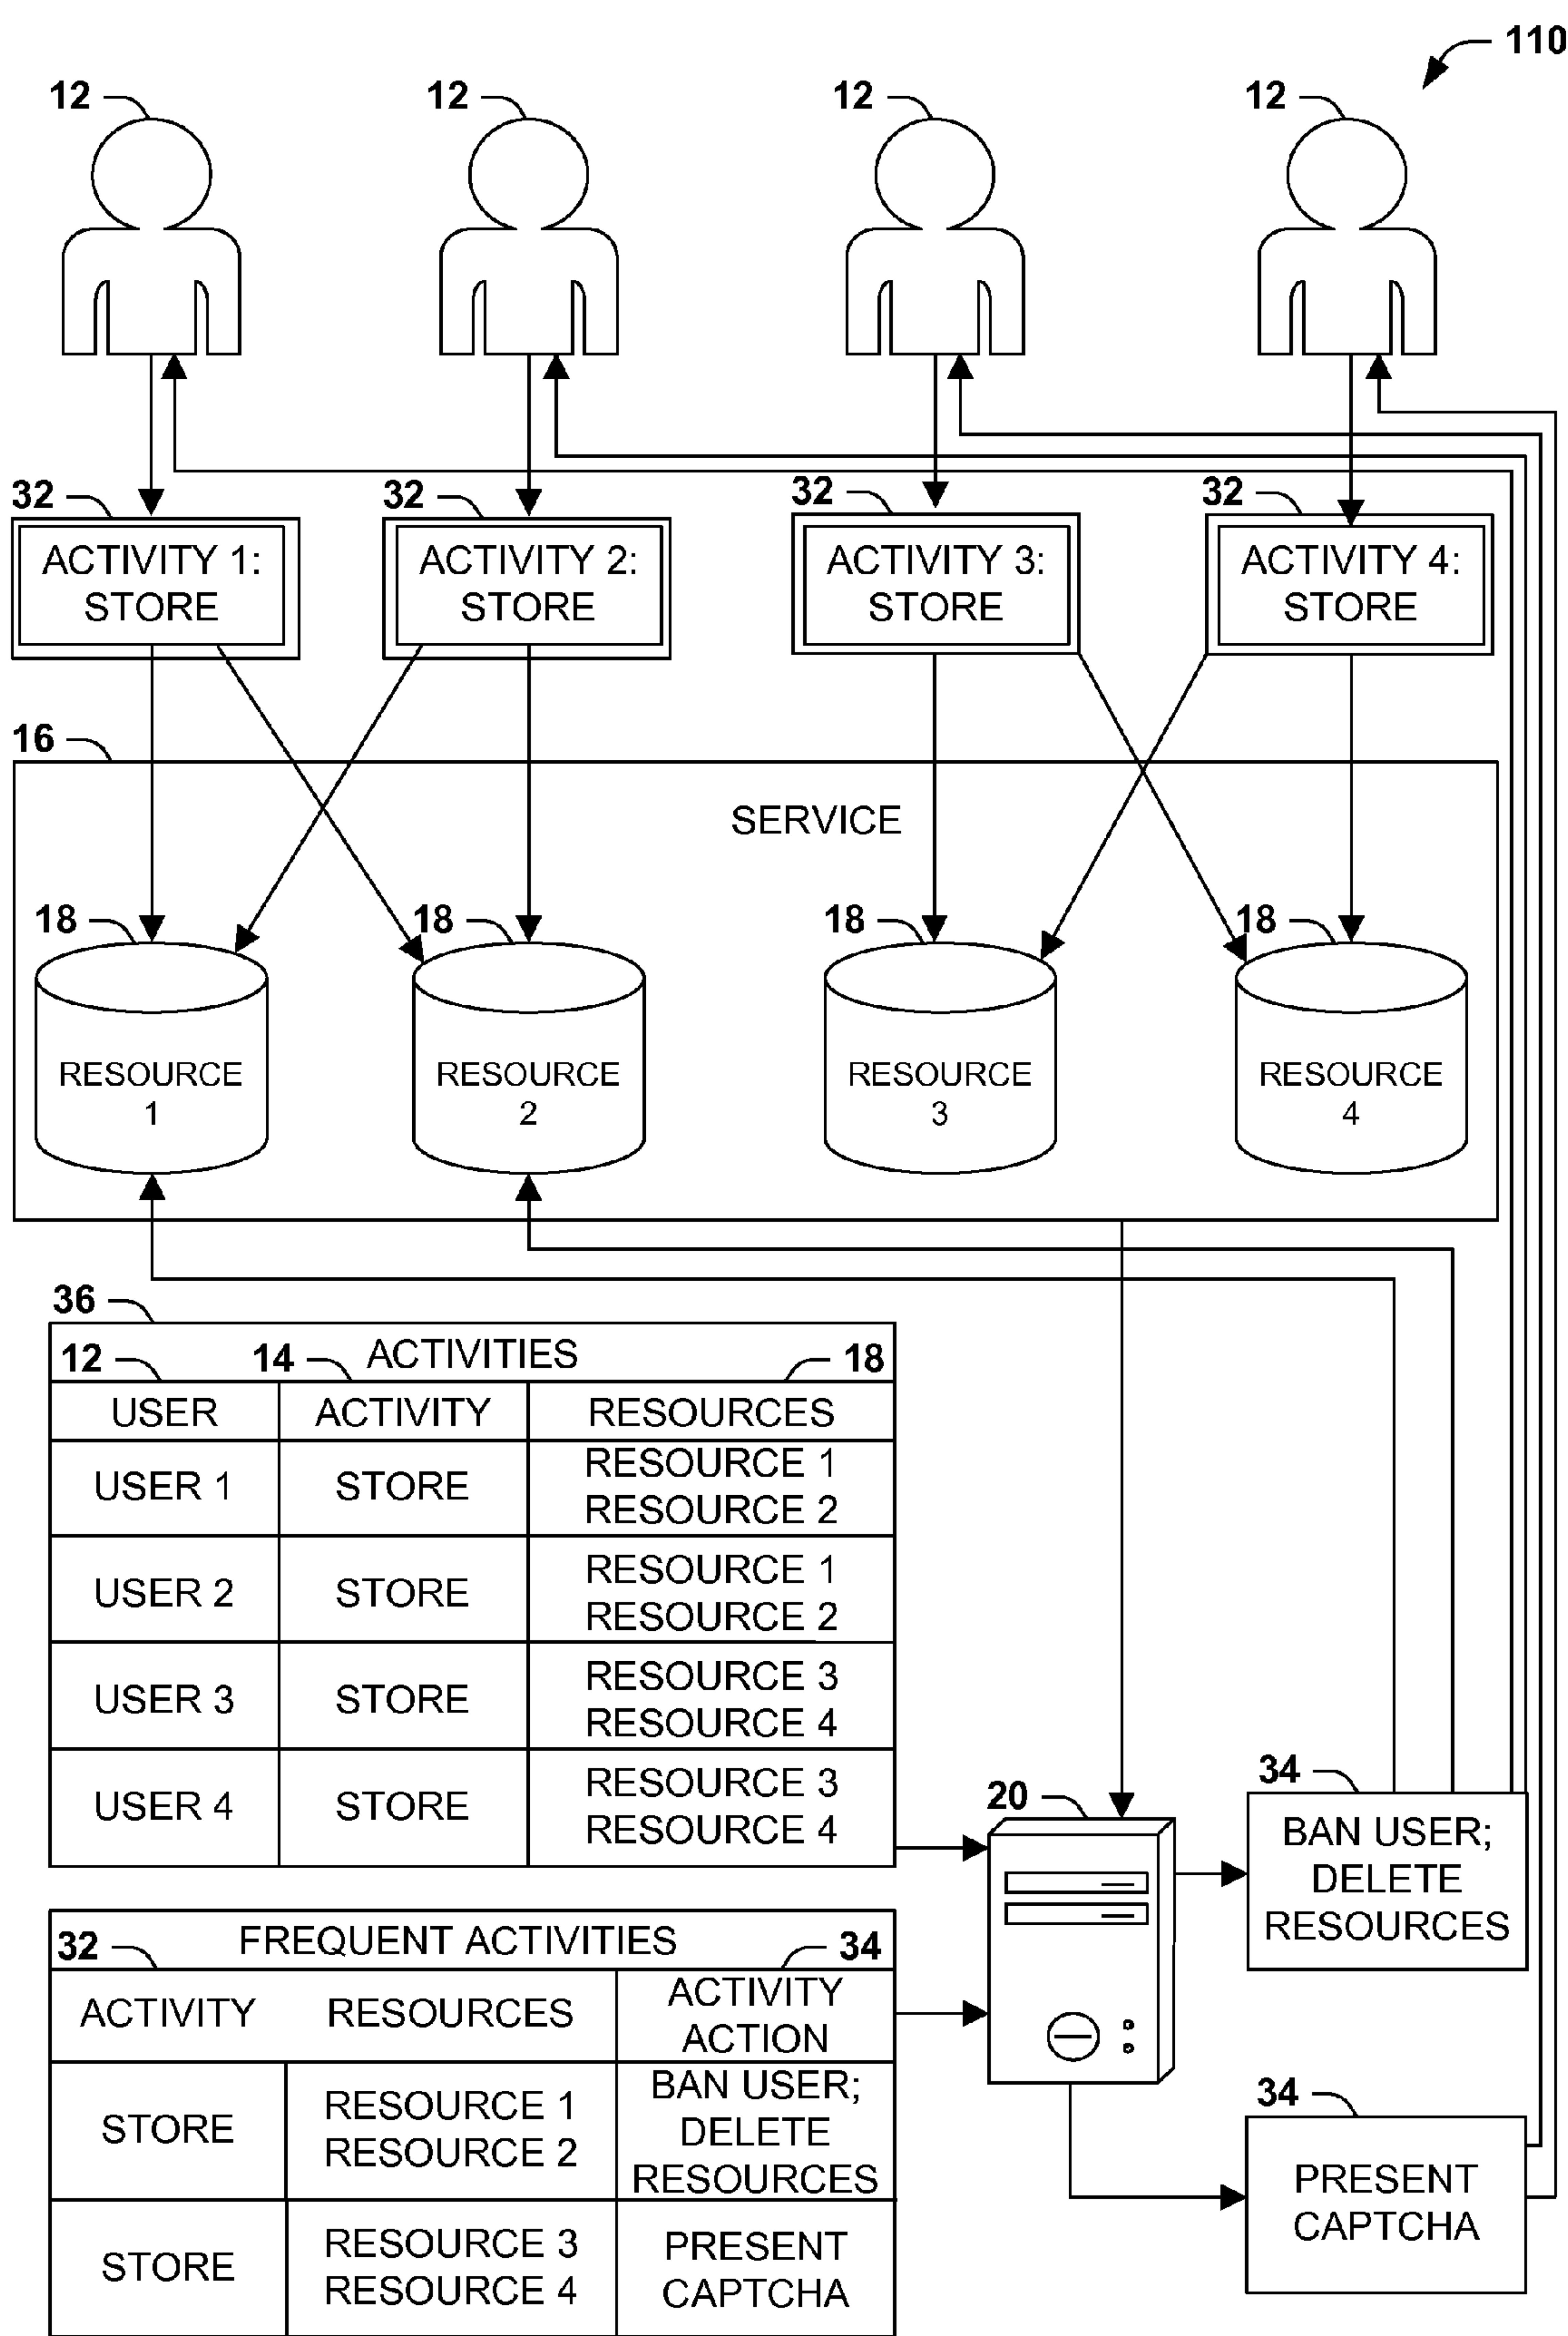 110
12 12 12 12
32 32 32 32
ACTIVITY 1:
STORE
ACTIVITY 2:
STORE
ACTIVITY 3:
STORE
ACTIVITY 4:
STORE
16
SERVICE
18 18 18 18
RESOURCE
1
RESOURCE
2
RESOURCE
3
RESOURCE
4
36
12 14 ACTIVITIES 18
USER ACTIVITY RESOURCES
USER 1 STORE RESOURCE 1
RESOURCE 2
USER 2 STORE RESOURCE 1
RESOURCE 2
USER 3 STORE RESOURCE 3
RESOURCE 4
USER 4 STORE RESOURCE 3
RESOURCE 4
20
34
BAN USER;
DELETE
RESOURCES
32 FREQUENT ACTIVITIES 34
ACTIVITY RESOURCES ACTIVITY
ACTION
STORE RESOURCE 1
RESOURCE 2
BAN USER;
DELETE
RESOURCES
STORE RESOURCE 3
RESOURCE 4
PRESENT
CAPTCHA
34
PRESENT
CAPTCHA